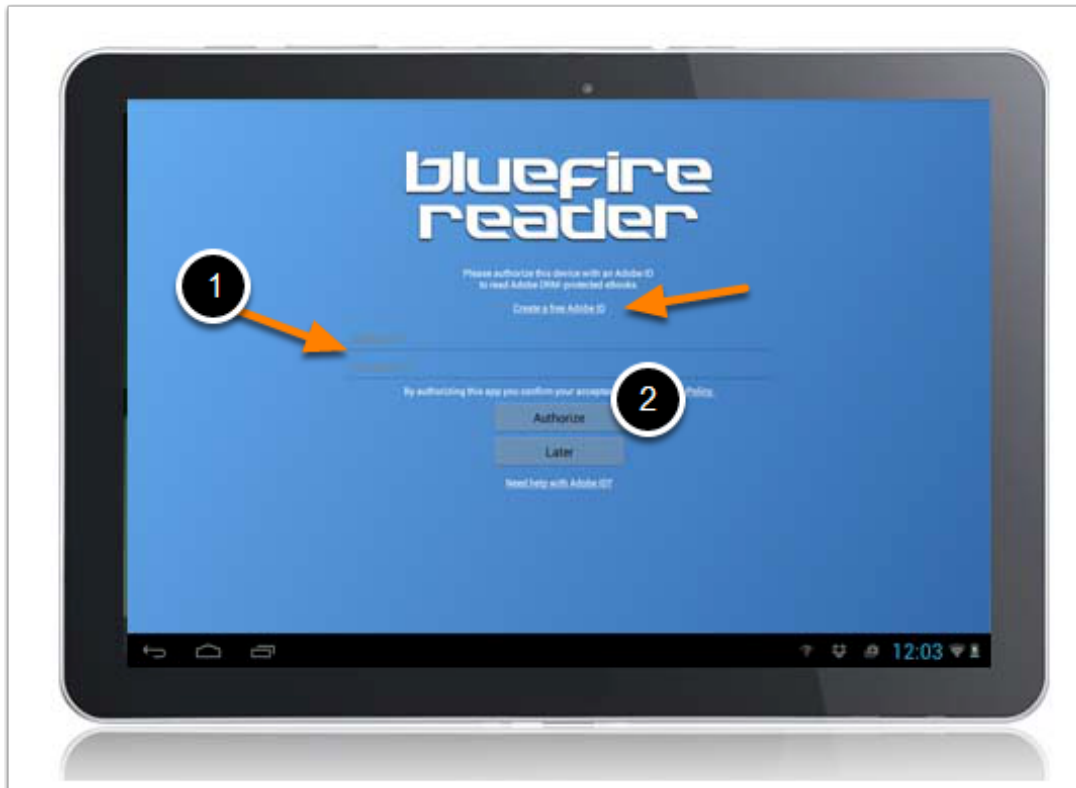 bluefire
reader
Please authorize this device with an Adobe ID
to read Adobe DRM-protected eBooks.
Create a free Adobe ID
1
By authorizing this app you confirm your
2
Policy.
Authorize
Later
Need help with Adobe ID?
12:03